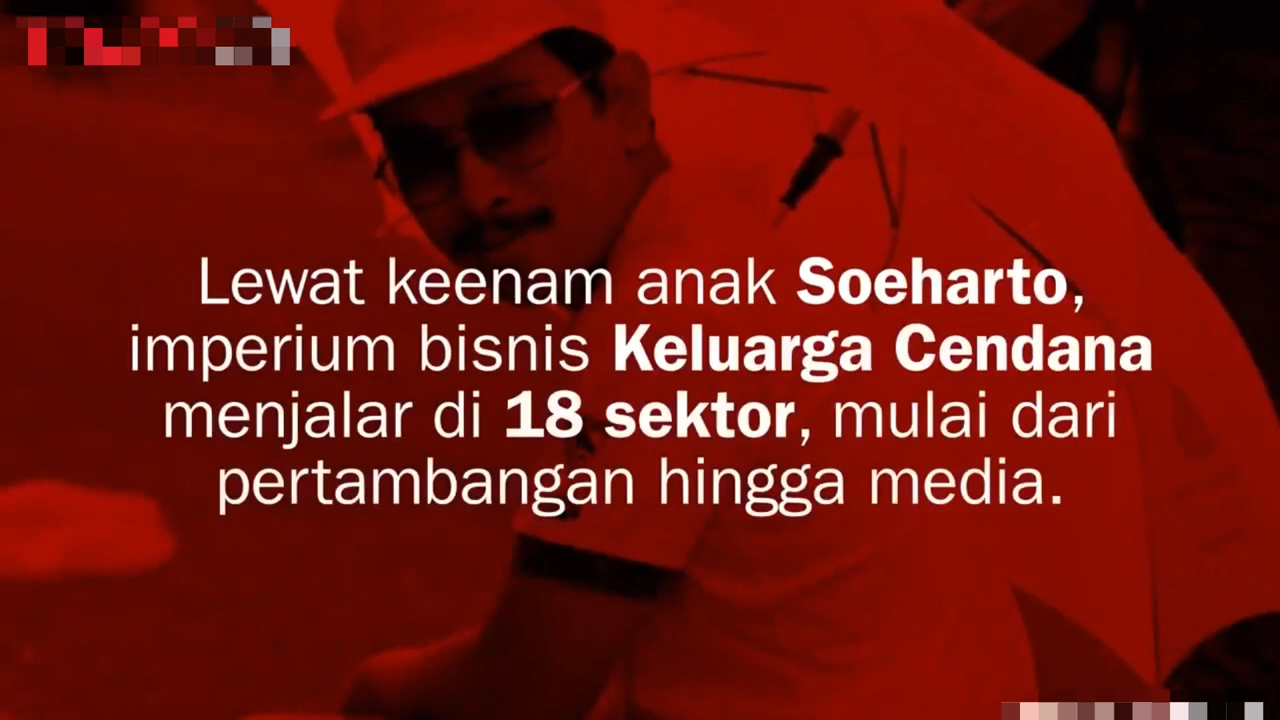 Lewat keenam anak Soeharto,
imperium bisnis Keluarga Cendana
menjalar di 18 sektor, mulai dari
pertambangan hingga media.